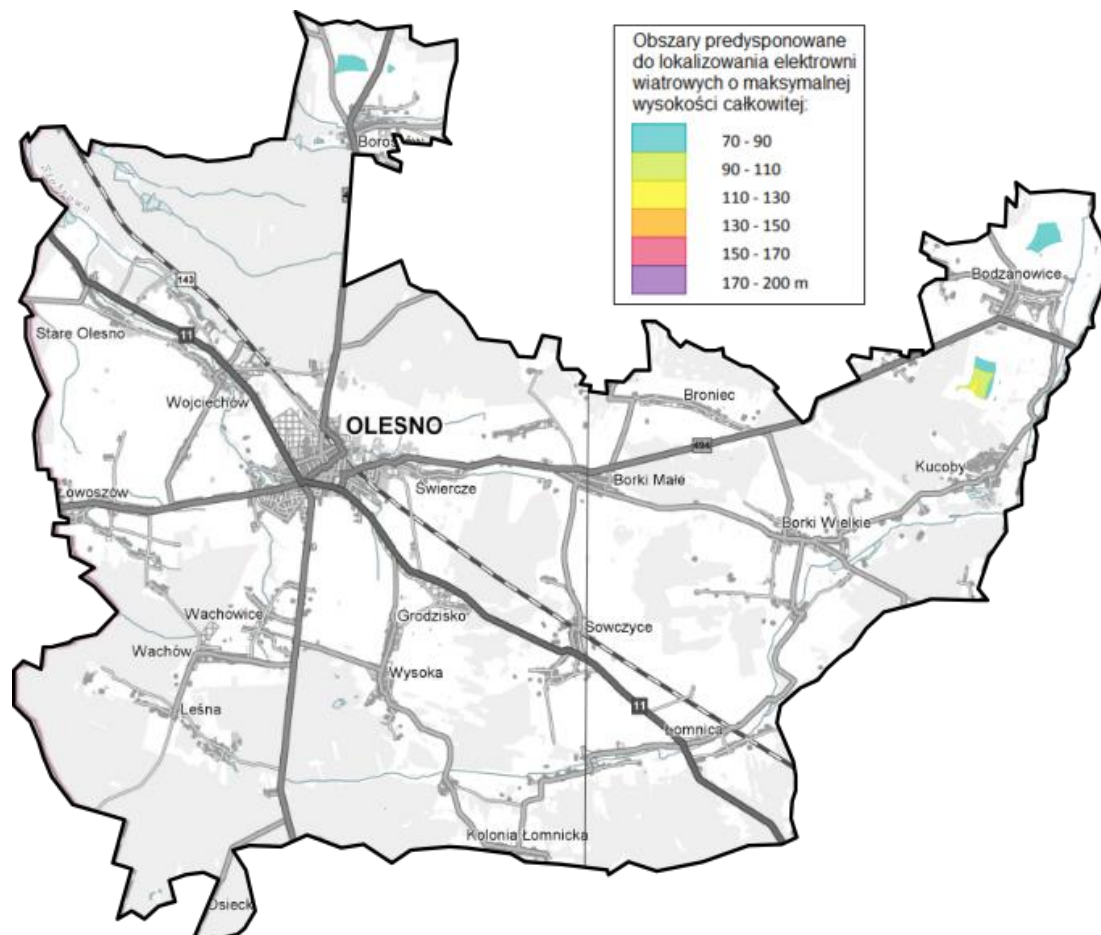 Obszary predysponowane
do lokalizowania elektrowni
wiatrowych o maksymalnej
wysokości całkowitej:
70 - 90
90 - 110
110 - 130
130 - 150
150 - 170
170 - 200 m
143
Bodzanowice
Stare Olesno
11
Wojciechów
Broniec
OLESNO
494
Kucoby
Łowoszów
Świercze
Borki Małe
Borki Wielkie
Wachowice
Grodzisko
Sowczyce
Wachów
Wysoka
Leśna
11
Łomnica
Kolonia Łomnicka